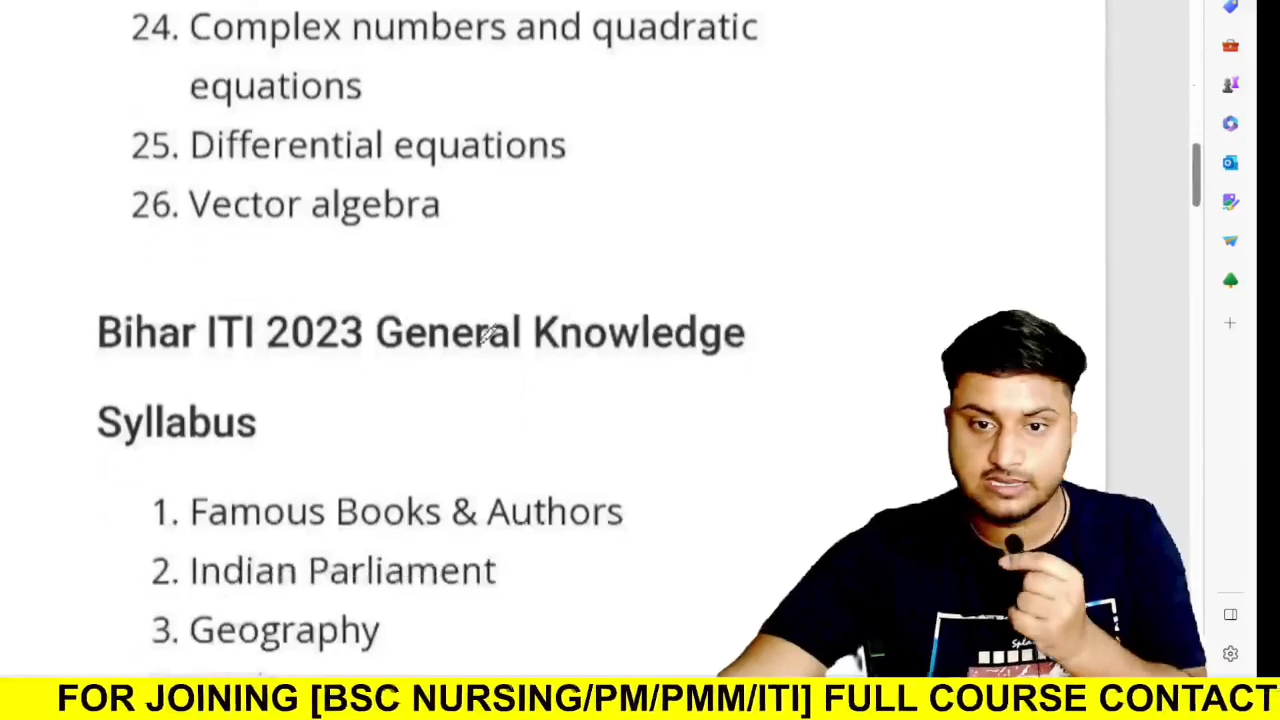 24. Complex numbers and quadratic
equations
25. Differential equations
26. Vector algebra
Bihar ITI 2023 General Knowledge
Syllabus
1. Famous Books & Authors
2. Indian Parliament
3. Geography
FOR JOINING [BSC NURSING/PM/PMM/ITI] FULL COURSE CONTACT